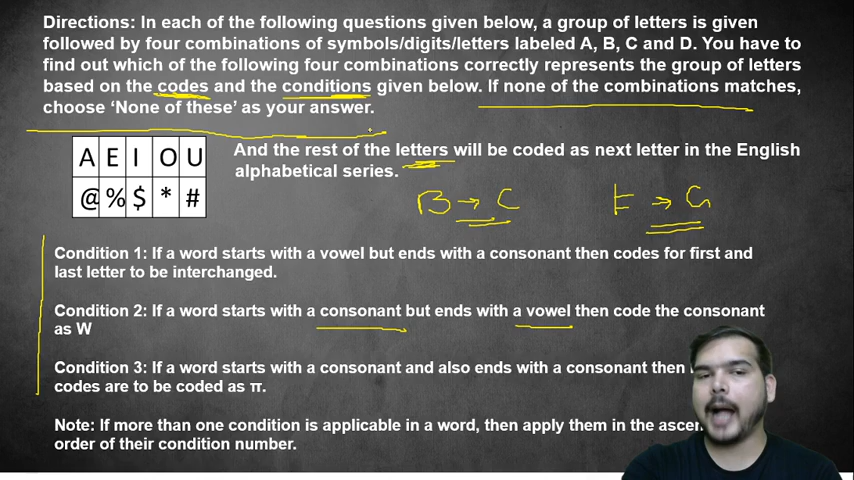 Directions: In each of the following questions given below, a group of letters is given
followed by four combinations of symbols/digits/letters labeled A, B, C and D. You have to
find out which of the following four combinations correctly represents the group of letters
based on the codes and the conditions given below. If none of the combinations matches,
choose ‘None of these’ as your answer.
A E I O U
@ % $ * #
And the rest of the letters will be coded as next letter in the English
alphabetical series.
B → C F → G
Condition 1: If a word starts with a vowel but ends with a consonant then codes for first and
last letter to be interchanged.
Condition 2: If a word starts with a consonant but ends with a vowel then code the consonant
as W
Condition 3: If a word starts with a consonant and also ends with a consonant then
codes are to be coded as π.
Note: If more than one condition is applicable in a word, then apply them in the
order of their condition number.